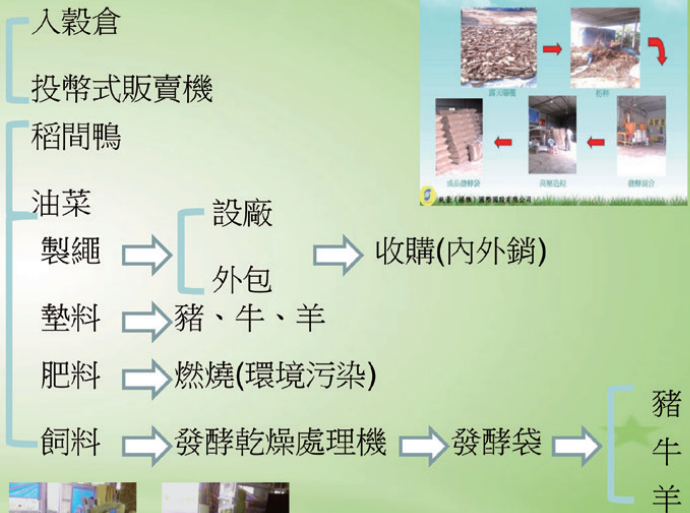 入穀倉
投幣式販賣機
稻間鴨
油菜
製繩
設廠
外包
收購(內外銷)
墊料
豬、牛、羊
肥料
燃燒(環境污染)
飼料
發酵乾燥處理機
發酵袋
豬
牛
羊